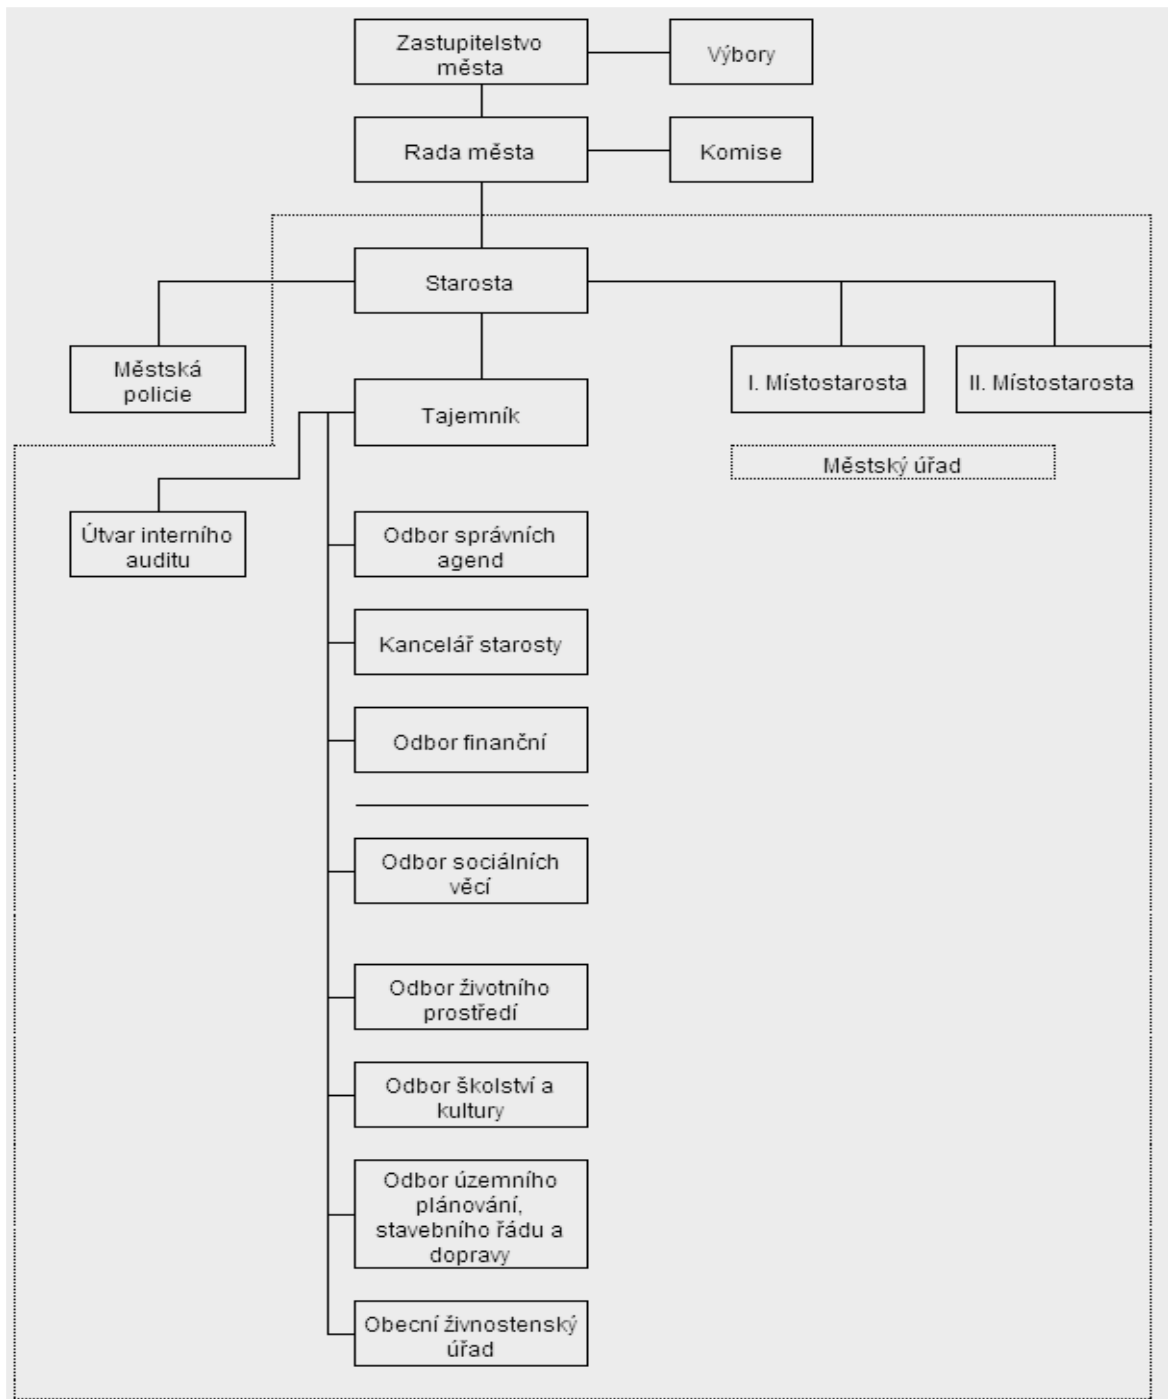 Zastupitelstvo
města
Výbory
Rada města
Komise
Starosta
Městská
policie
I. Místostarosta
II. Místostarosta
Tajemník
Městský úřad
Útvar interního
auditu
Odbor správních
agend
Kancelář starosty
Odbor finanční
Odbor sociálních
věcí
Odbor životního
prostředí
Odbor školství a
kultury
Odbor územního
plánování,
stavebního řádu a
dopravy
Obecní živnostenský
úřad